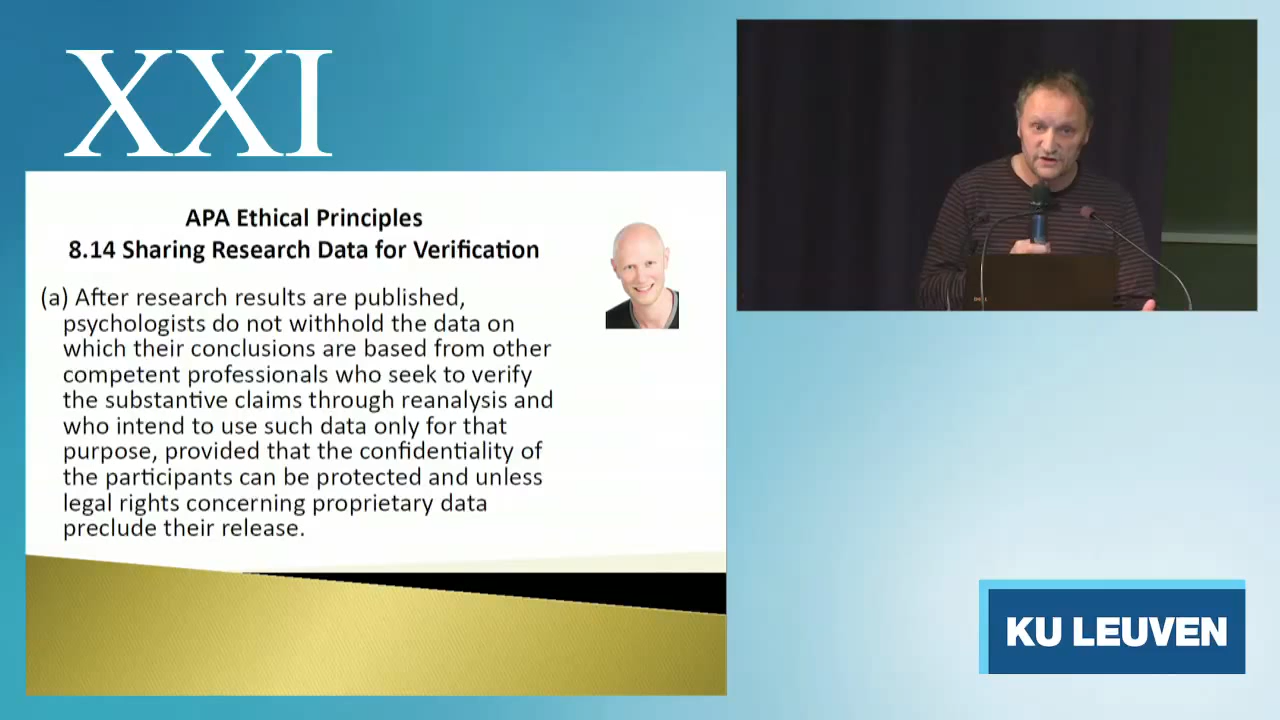 XXI
APA Ethical Principles
8.14 Sharing Research Data for Verification
(a) After research results are published,
psychologists do not withhold the data on
which their conclusions are based from other
competent professionals who seek to verify
the substantive claims through reanalysis and
who intend to use such data only for that
purpose, provided that the confidentiality of
the participants can be protected and unless
legal rights concerning proprietary data
preclude their release.
DELL
KU LEUVEN